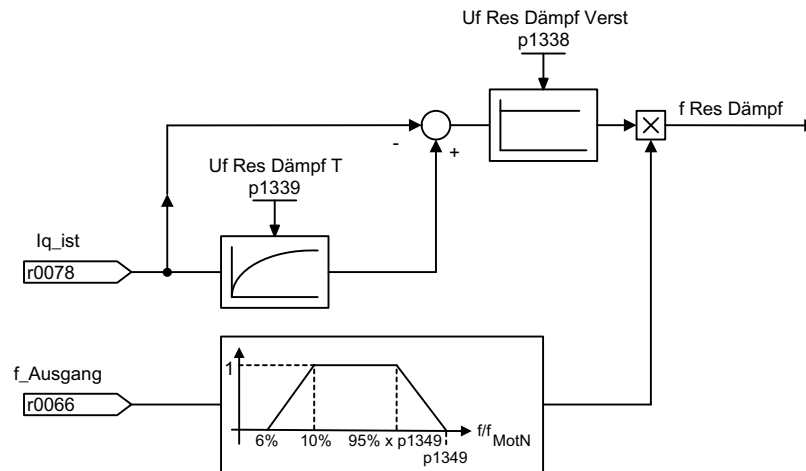 Uf Res Dämpf Verst
p1338
f Res Dämpf
-
+
Uf Res Dämpf T
p1339
Iq_ist
r0078
f_Ausgang
r0066
1
f/fMotN
6% 10% 95% x p1349
p1349